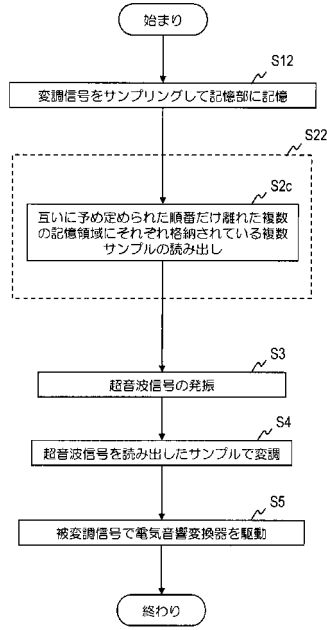 始まり
S12
変調信号をサンプリングして記憶部に記憶
S22
S2c
互いに予め定められた順番だけ離れた複数
の記憶領域にそれぞれ格納されている複数
サンプルの読み出し
S3
超音波信号の発振
S4
超音波信号を読み出したサンプルで変調
S5
被変調信号で電気音響変換器を駆動
終わり